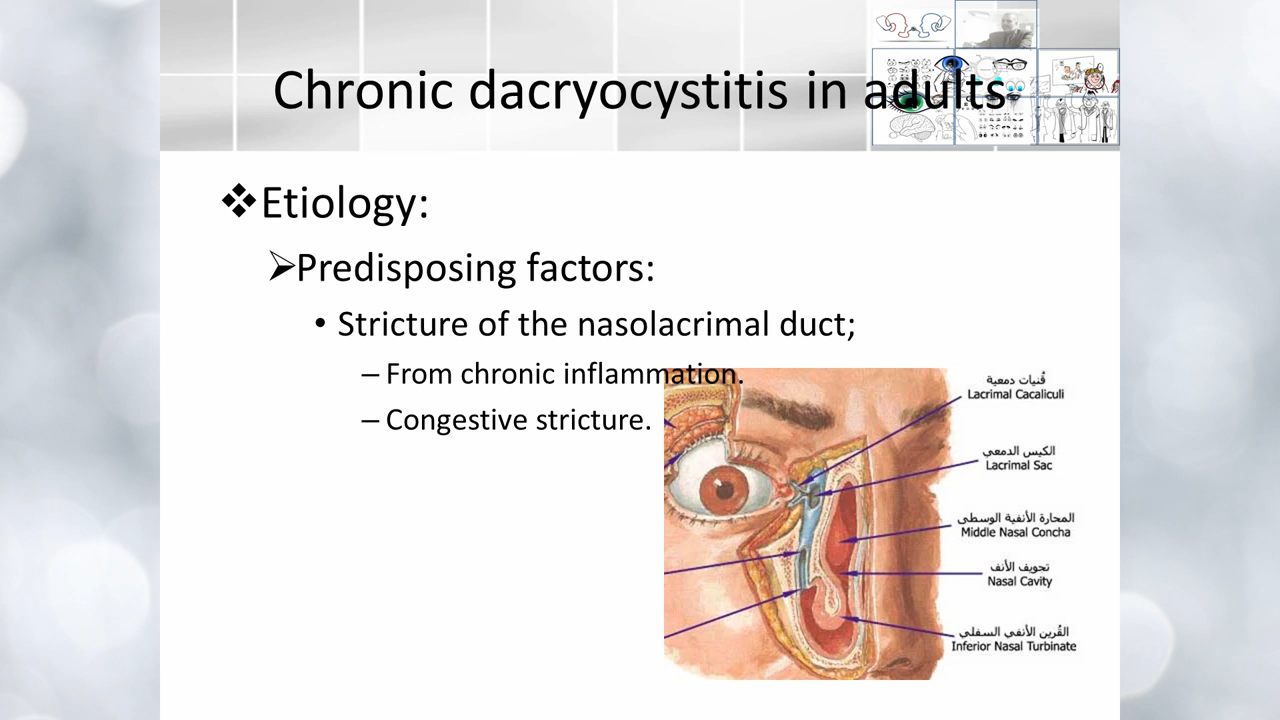 Chronic dacryocystitis in adults
❖Etiology:
➢Predisposing factors:
• Stricture of the nasolacrimal duct;
– From chronic inflammation.
– Congestive stricture.
قُنيات دمعية
Lacrimal Cacaliculi
الكيس الدمعي
Lacrimal Sac
المحارة الأنفية الوسطى
Middle Nasal Concha
تجويف الأنف
Nasal Cavity
القُرين الأنفي السفلي
Inferior Nasal Turbinate